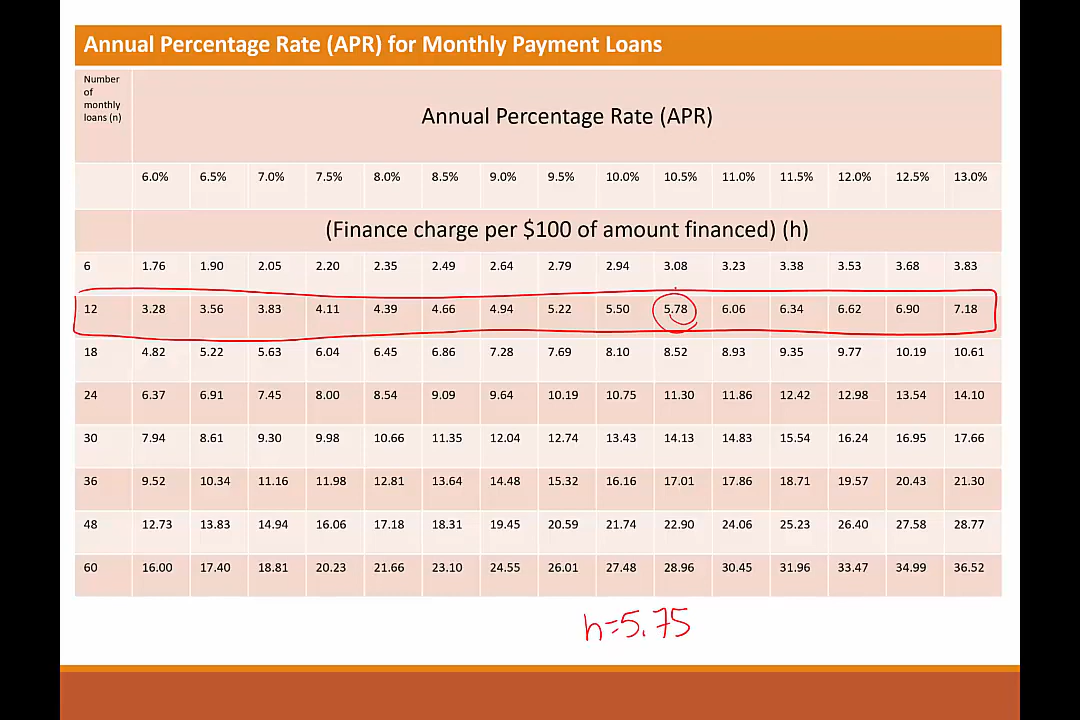 Annual Percentage Rate (APR) for Monthly Payment Loans
Number
of
monthly
loans (n)
Annual Percentage Rate (APR)
6.0% 6.5% 7.0% 7.5% 8.0% 8.5% 9.0% 9.5% 10.0% 10.5% 11.0% 11.5% 12.0% 12.5% 13.0%
(Finance charge per $100 of amount financed) (h)
6 1.76 1.90 2.05 2.20 2.35 2.49 2.64 2.79 2.94 3.08 3.23 3.38 3.53 3.68 3.83
12 3.28 3.56 3.83 4.11 4.39 4.66 4.94 5.22 5.50 5.78 6.06 6.34 6.62 6.90 7.18
18 4.82 5.22 5.63 6.04 6.45 6.86 7.28 7.69 8.10 8.52 8.93 9.35 9.77 10.19 10.61
24 6.37 6.91 7.45 8.00 8.54 9.09 9.64 10.19 10.75 11.30 11.86 12.42 12.98 13.54 14.10
30 7.94 8.61 9.30 9.98 10.66 11.35 12.04 12.74 13.43 14.13 14.83 15.54 16.24 16.95 17.66
36 9.52 10.34 11.16 11.98 12.81 13.64 14.48 15.32 16.16 17.01 17.86 18.71 19.57 20.43 21.30
48 12.73 13.83 14.94 16.06 17.18 18.31 19.45 20.59 21.74 22.90 24.06 25.23 26.40 27.58 28.77
60 16.00 17.40 18.81 20.23 21.66 23.10 24.55 26.01 27.48 28.96 30.45 31.96 33.47 34.99 36.52
h=5.75